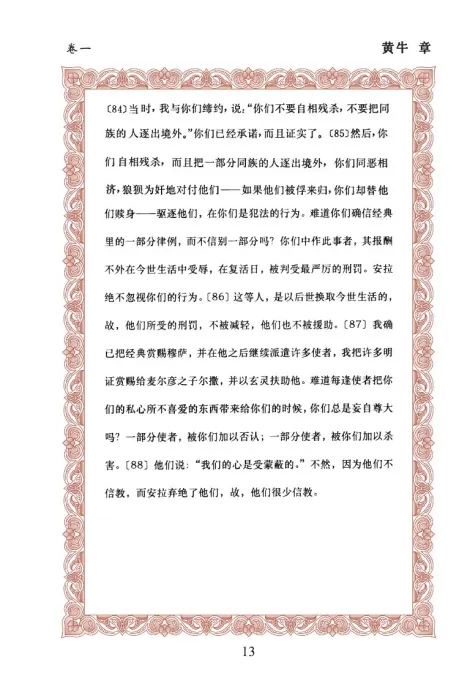 卷一
黄牛 章
〔84〕当时，我与你们缔约，说：“你们不要自相残杀，不要把同
族的人逐出境外。”你们已经承诺，而且证实了。〔85〕然后，你
们自相残杀，而且把一部分同族的人逐出境外，你们同恶相
济，狼狈为奸地对付他们——如果他们被俘来归，你们却替他
们赎身——驱逐他们，在你们是犯法的行为。难道你们确信经典
里的一部分律例，而不信别一部分吗？你们中作此事者，其报酬
不外在今世生活中受辱，在复活日，被判受最严厉的刑罚。安拉
绝不忽视你们的行为。〔86〕这等人，是以后世换取今世生活的，
故，他们所受的刑罚，不被减轻，他们也不被援助。〔87〕我确
已把经典赏赐穆萨，并在他之后继续派遣许多使者，我把许多明
证赏赐给麦尔彦之子尔撒，并以玄灵扶助他。难道每逢使者把你
们的私心所不喜爱的东西带来给你们的时候，你们总是妄自尊大
吗？一部分使者，被你们加以否认；一部分使者，被你们加以杀
害。〔88〕他们说：“我们的心是受蒙蔽的。”不然，因为他们不
信教，而安拉弃绝了他们，故，他们很少信教。
13